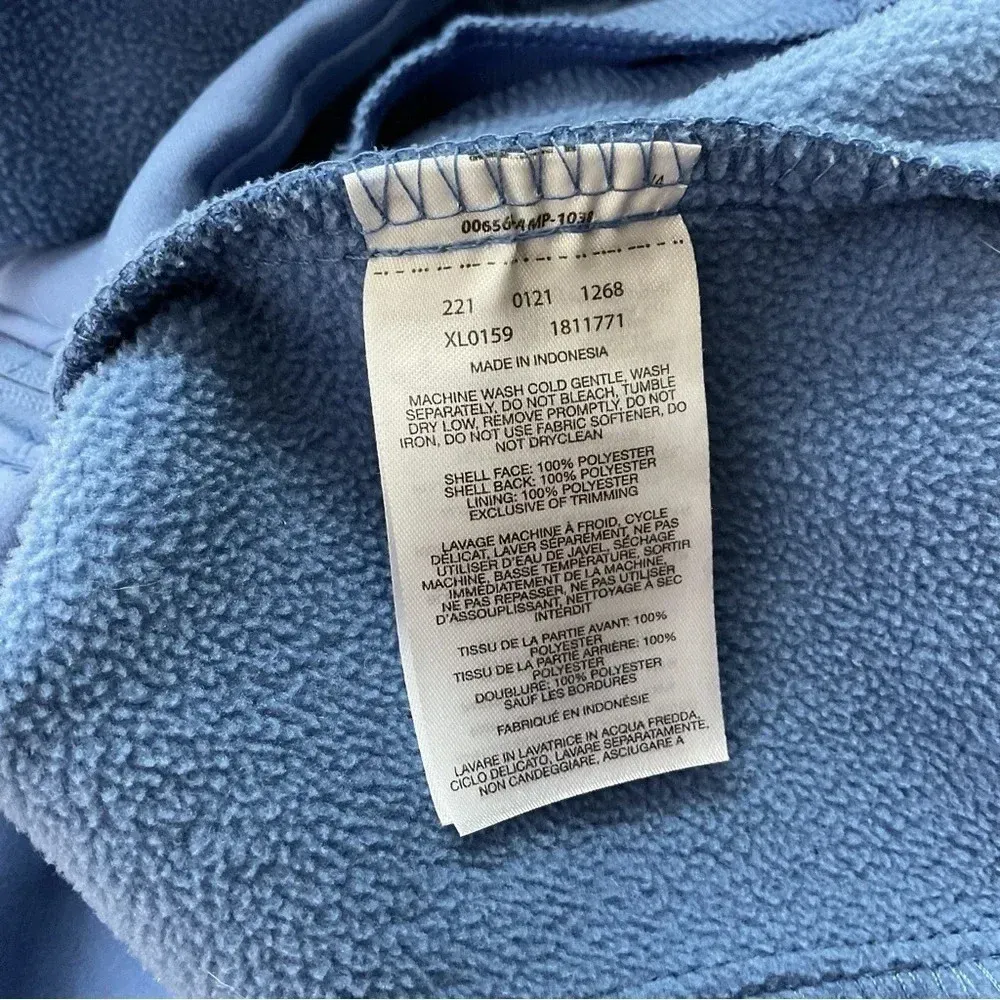 221 0121 1268
XL0159 1811771
MADE IN INDONESIA
MACHINE WASH COLD GENTLE, WASH
SEPARATELY, DO NOT BLEACH, TUMBLE
DRY LOW, REMOVE PROMPTLY, DO NOT
IRON, DO NOT USE FABRIC SOFTENER, DO
NOT DRYCLEAN
SHELL FACE: 100% POLYESTER
SHELL BACK: 100% POLYESTER
LINING: 100% POLYESTER
EXCLUSIVE OF TRIMMING
LAVAGE MACHINE À FROID, CYCLE
DÉLICAT, LAVER SÉPARÉMENT, NE PAS
UTILISER D'EAU DE JAVEL, SÉCHAGE
MACHINE, BASSE TEMPÉRATURE, SORTIR
IMMÉDIATEMENT DE LA MACHINE,
NE PAS REPASSER, NE PAS UTILISER
D'ASSOUPLISSANT, NETTOYAGE À SEC
INTERDIT
TISSU DE LA PARTIE AVANT: 100%
POLYESTER
TISSU DE LA PARTIE ARRIÈRE: 100%
POLYESTER
DOUBLURE: 100% POLYESTER
SAUF LES BORDURES
FABRIQUÉ EN INDONÉSIE
LAVARE IN LAVATRICE IN ACQUA FREDDA,
CICLO DELICATO, LAVARE SEPARATAMENTE,
NON CANDEGGIARE, ASCIUGARE A